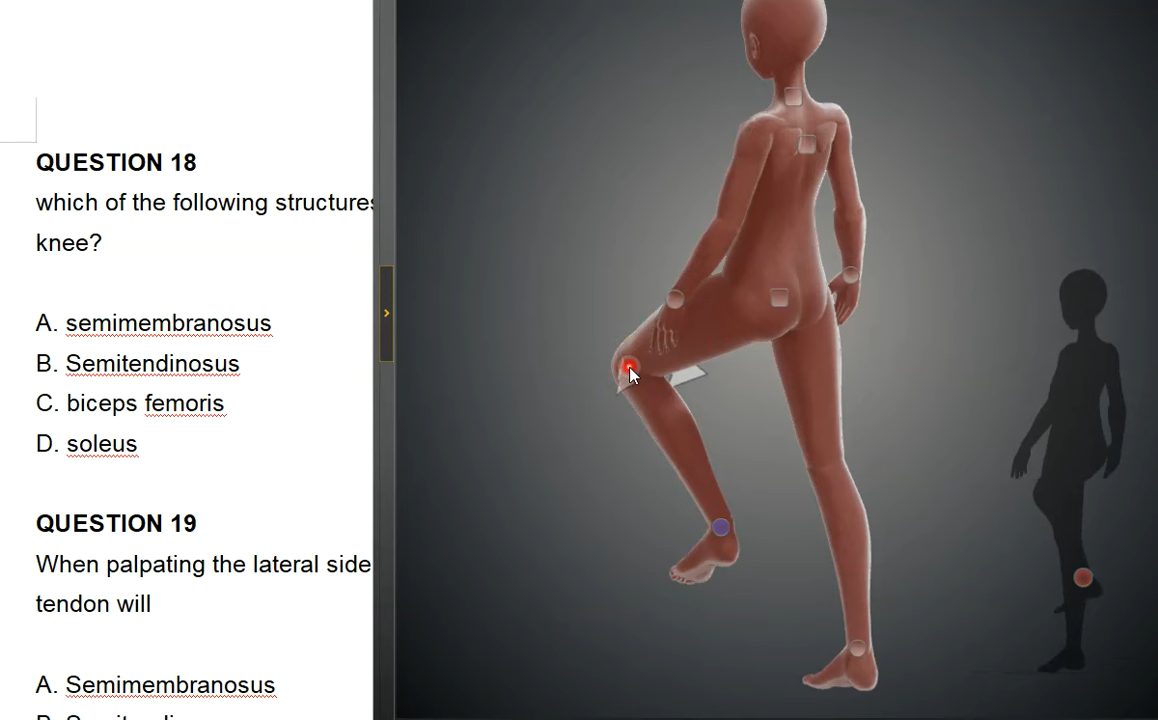 QUESTION 18
which of the following structures
knee?
A. semimembranosus
B. Semitendinosus
C. biceps femoris
D. soleus
QUESTION 19
When palpating the lateral side
tendon will
A. Semimembranosus